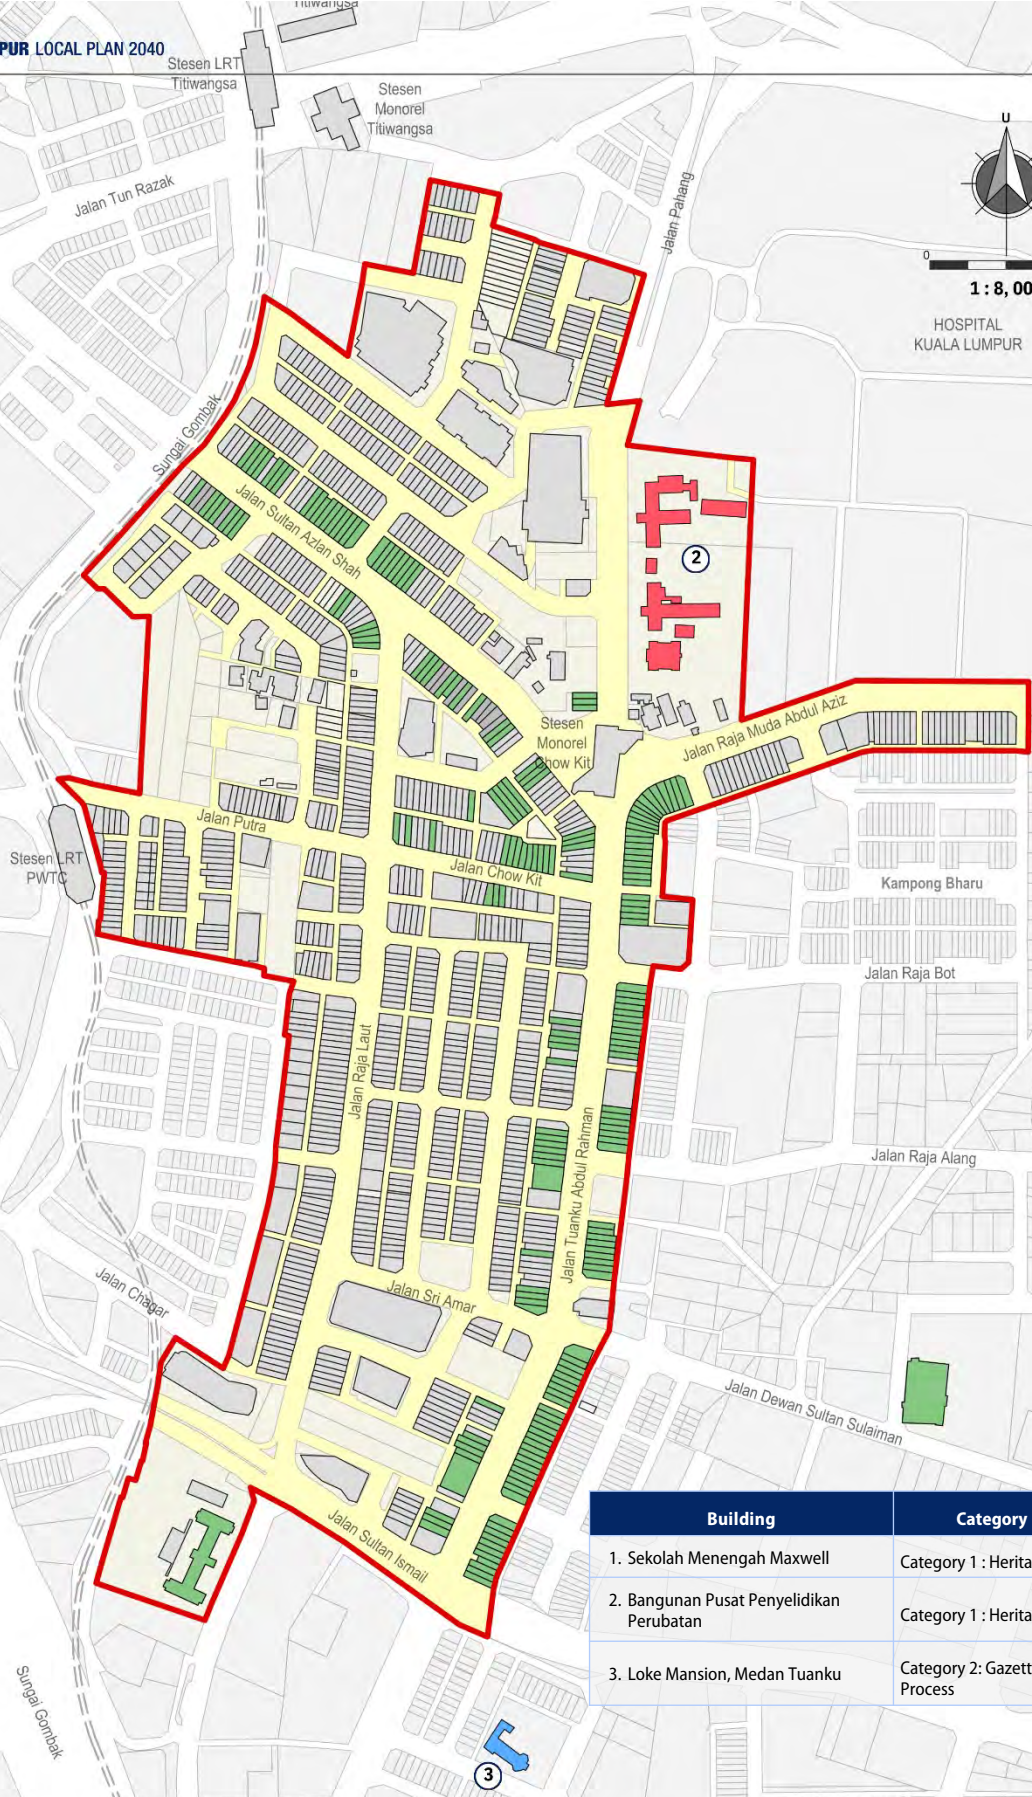 Titiwangsa
PUR LOCAL PLAN 2040
Stesen LRT
Titiwangsa
Stesen
Monorel
Titiwangsa
U
Jalan Tun Razak
Jalan Pahang
0
1 : 8, 00
HOSPITAL
KUALA LUMPUR
Sungai Gombak
Jalan Sultan Azlan Shah
2
Stesen
Monorel
Chow Kit
Jalan Raja Muda Abdul Aziz
Jalan Putra
Stesen LRT
PWTC
Jalan Chow Kit
Kampong Bharu
Jalan Raja Bot
Jalan Raja Laut
Jalan Tuanku Abdul Rahman
Jalan Raja Alang
Jalan Chagar
Jalan Sri Amar
Jalan Dewan Sultan Sulaiman
Jalan Sultan Ismail
Building Category
1. Sekolah Menengah Maxwell Category 1 : Herita
2. Bangunan Pusat Penyelidikan
Perubatan Category 1 : Herita
3. Loke Mansion, Medan Tuanku Category 2: Gazett
Process
Sungai Gombak
3